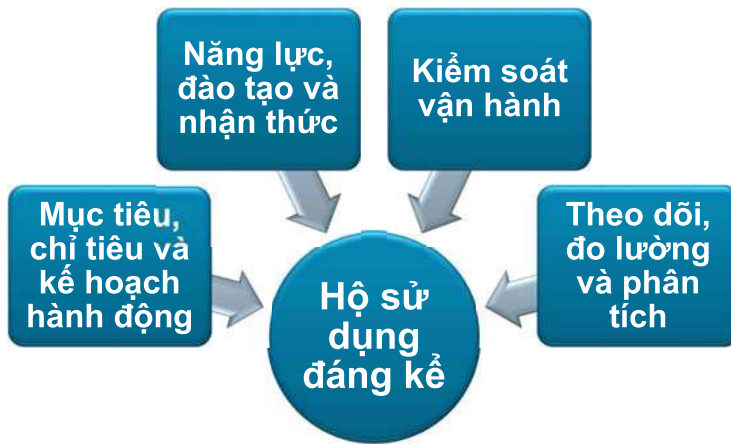 Năng lực,
đào tạo và
nhận thức
Kiểm soát
vận hành
Mục tiêu,
chỉ tiêu và
kế hoạch
hành động
Theo dõi,
đo lường
và phân
tích
Hộ sử
dụng
đáng kể